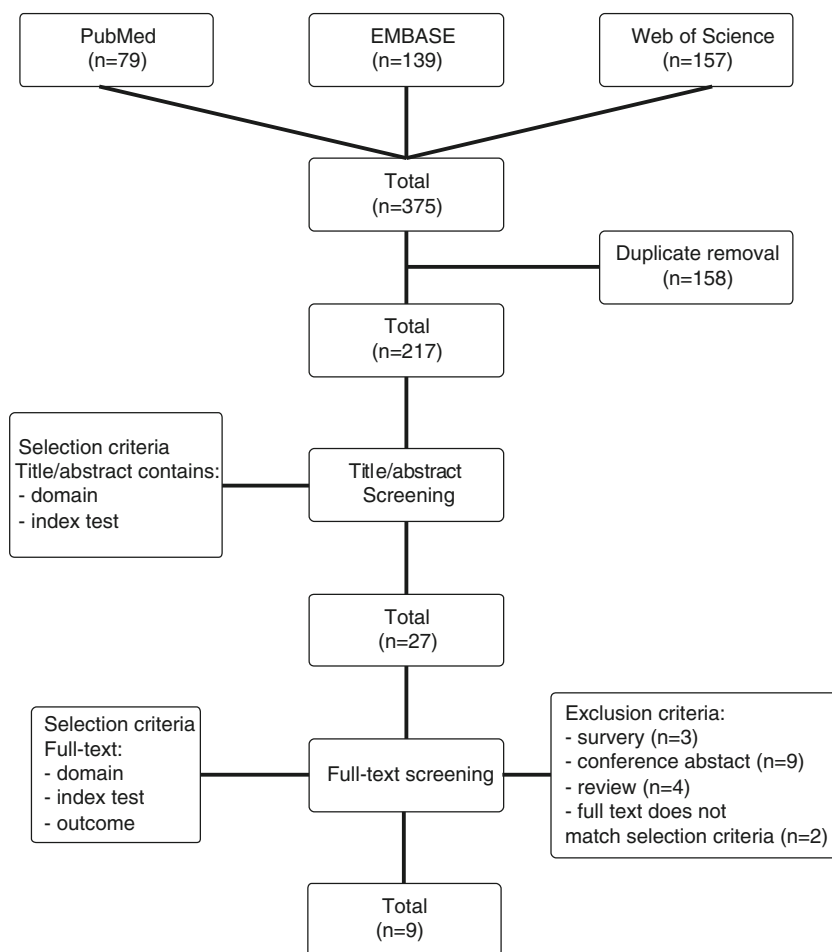 PubMed
(n=79)
EMBASE
(n=139)
Web of Science
(n=157)
Total
(n=375)
Duplicate removal
(n=158)
Total
(n=217)
Selection criteria
Title/abstract contains:
- domain
- index test
Title/abstract
Screening
Total
(n=27)
Selection criteria
Full-text:
- domain
- index test
- outcome
Full-text screening
Exclusion criteria:
- survery (n=3)
- conference abstact (n=9)
- review (n=4)
- full text does not
match selection criteria (n=2)
Total
(n=9)